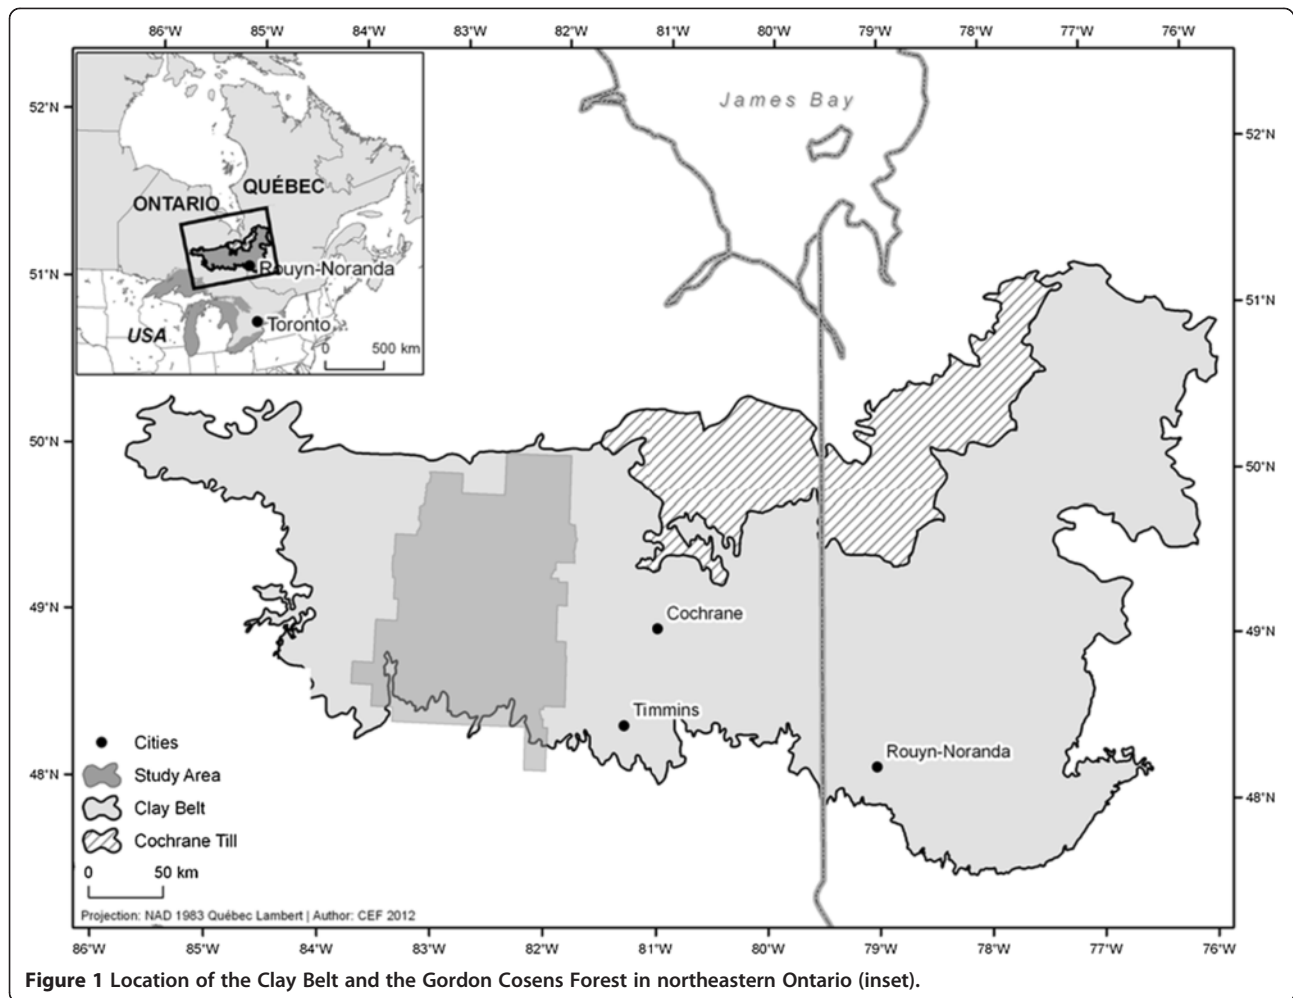 86°W 85°W 84°W 83°W 82°W 81°W 80°W 79°W 78°W 77°W 76°W
52°N
52°N
51°N
51°N
50°N
50°N
49°N
49°N
48°N
48°N
James Bay
QUÉBEC
ONTARIO
Rouyn-Noranda
USA
Toronto
0 500 km
Cochrane
Timmins
Rouyn-Noranda
Cities
Study Area
Clay Belt
Cochrane Till
0 50 km
Projection: NAD 1983 Québec Lambert | Author: CEF 2012
86°W 85°W 84°W 83°W 82°W 81°W 80°W 79°W 78°W 77°W 76°W
Figure 1 Location of the Clay Belt and the Gordon Cosens Forest in northeastern Ontario (inset).